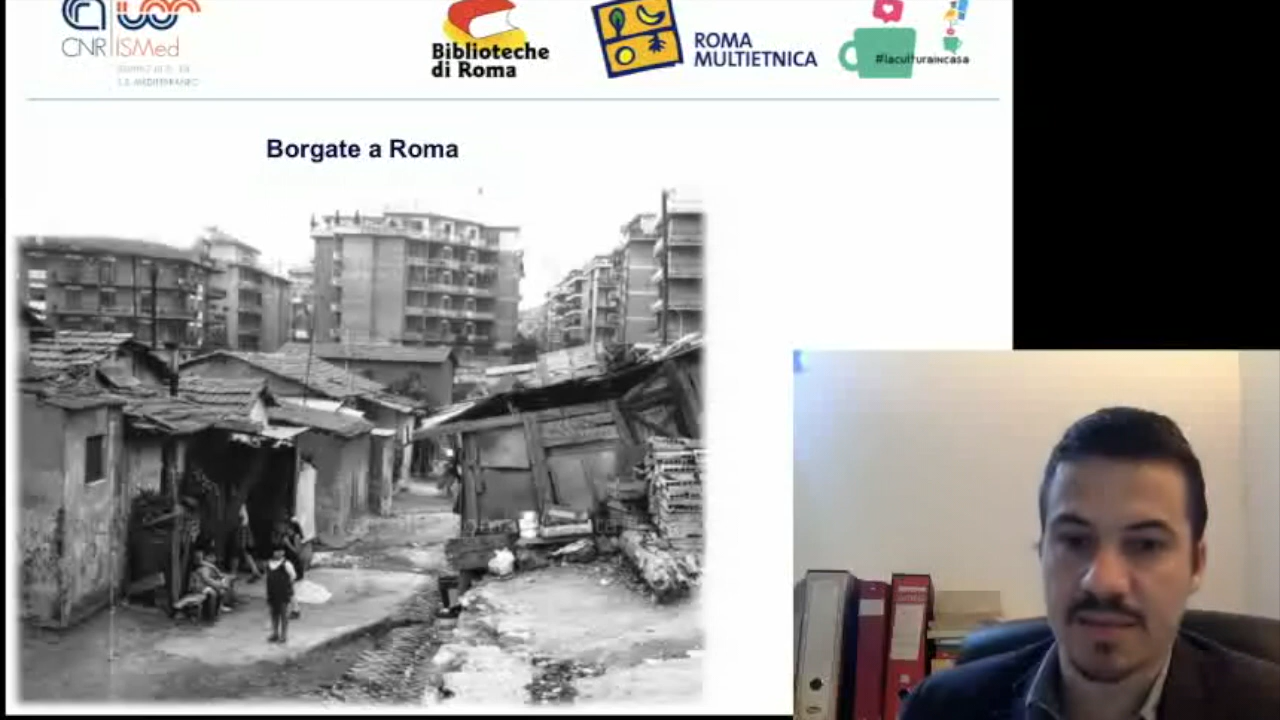 CNR ISMed
Biblioteche
di Roma
ROMA
MULTIETNICA
#laculturaincasa
Borgate a Roma